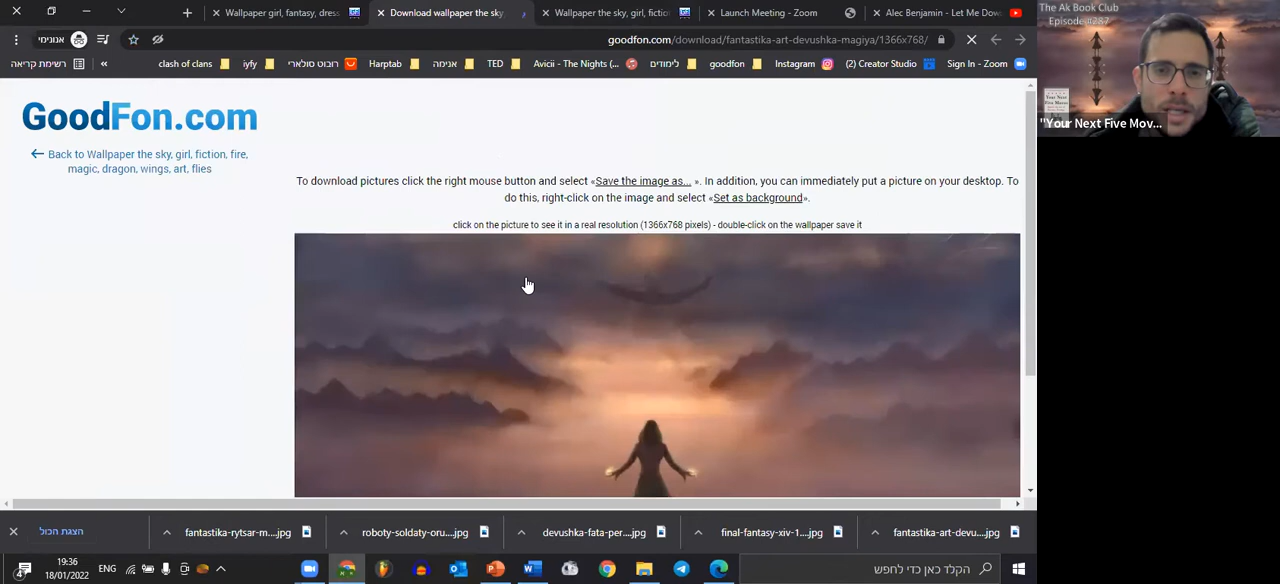 Wallpaper girl, fantasy, dress
Download wallpaper the sky,
Wallpaper the sky, girl, fictio
Launch Meeting - Zoom
Alec Benjamin - Let Me Dow
אנונימי
goodfon.com/download/fantastika-art-devushka-magiya/1366x768/
רשימת קריאה
«
clash of clans
iyfy
רובוט סולארי
Harptab
אנימה
TED
Avicii - The Nights (...
לימודים
goodfon
Instagram
(2) Creator Studio
Sign In - Zoom
GoodFon.com
Back to Wallpaper the sky, girl, fiction, fire,
magic, dragon, wings, art, flies
To download pictures click the right mouse button and select «Save the image as... ». In addition, you can immediately put a picture on your desktop. To
do this, right-click on the image and select «Set as background».
click on the picture to see it in a real resolution (1366x768 pixels) - double-click on the wallpaper save it
The Ak Book Club
Episode #287
Your Next
Five Moves
"Your Next Five Mov...
הצגת הכול
fantastika-rytsar-m....jpg
roboty-soldaty-oru....jpg
devushka-fata-per....jpg
final-fantasy-xiv-1....jpg
fantastika-art-devu....jpg
19:36
18/01/2022
4
ENG
הקלד כאן כדי לחפש